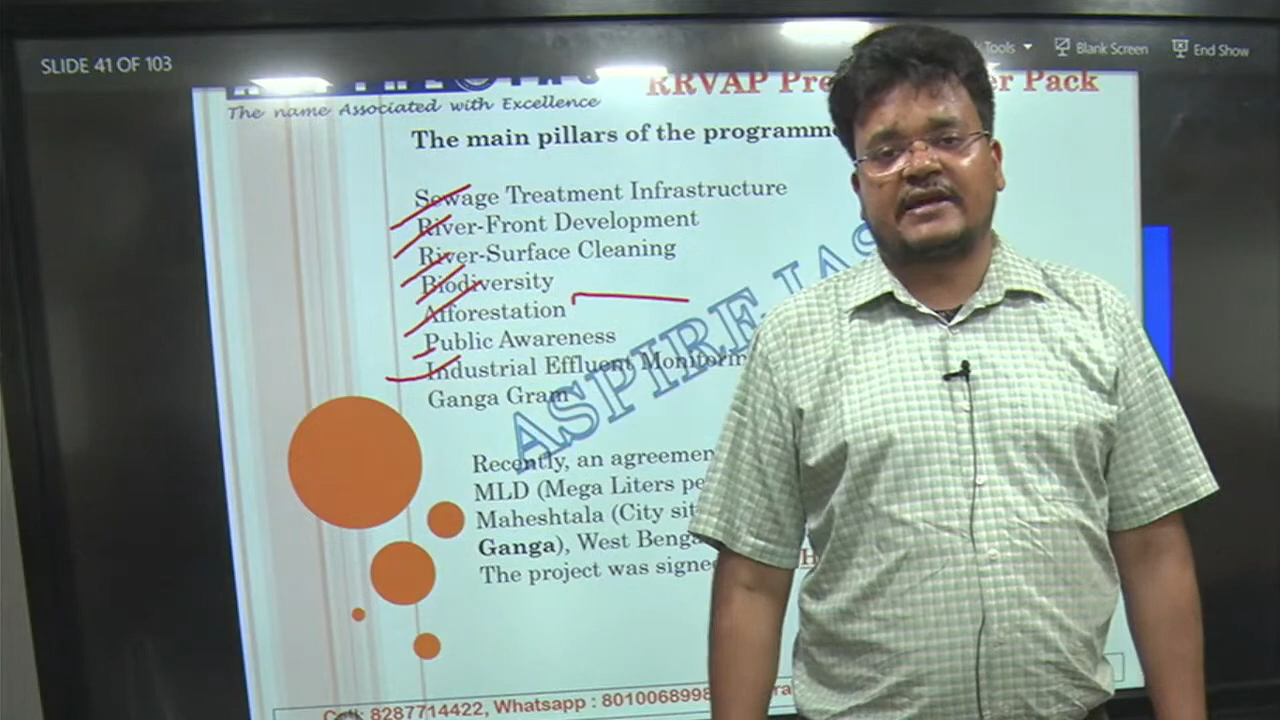 SLIDE 41 OF 103
Tools
Blank Screen
End Show
RRVAP Pre
er Pack
The name Associated with Excellence
The main pillars of the programme
Sewage Treatment Infrastructure
River-Front Development
River-Surface Cleaning
Biodiversity
Afforestation
Public Awareness
Industrial Effluent Monitorin
Ganga Gram
ASPIRE IAS
Recently, an agreemen
MLD (Mega Liters pe
Maheshtala (City sit
Ganga), West Benga
The project was signe
H
Call: 8287714422, Whatsapp : 8010068998